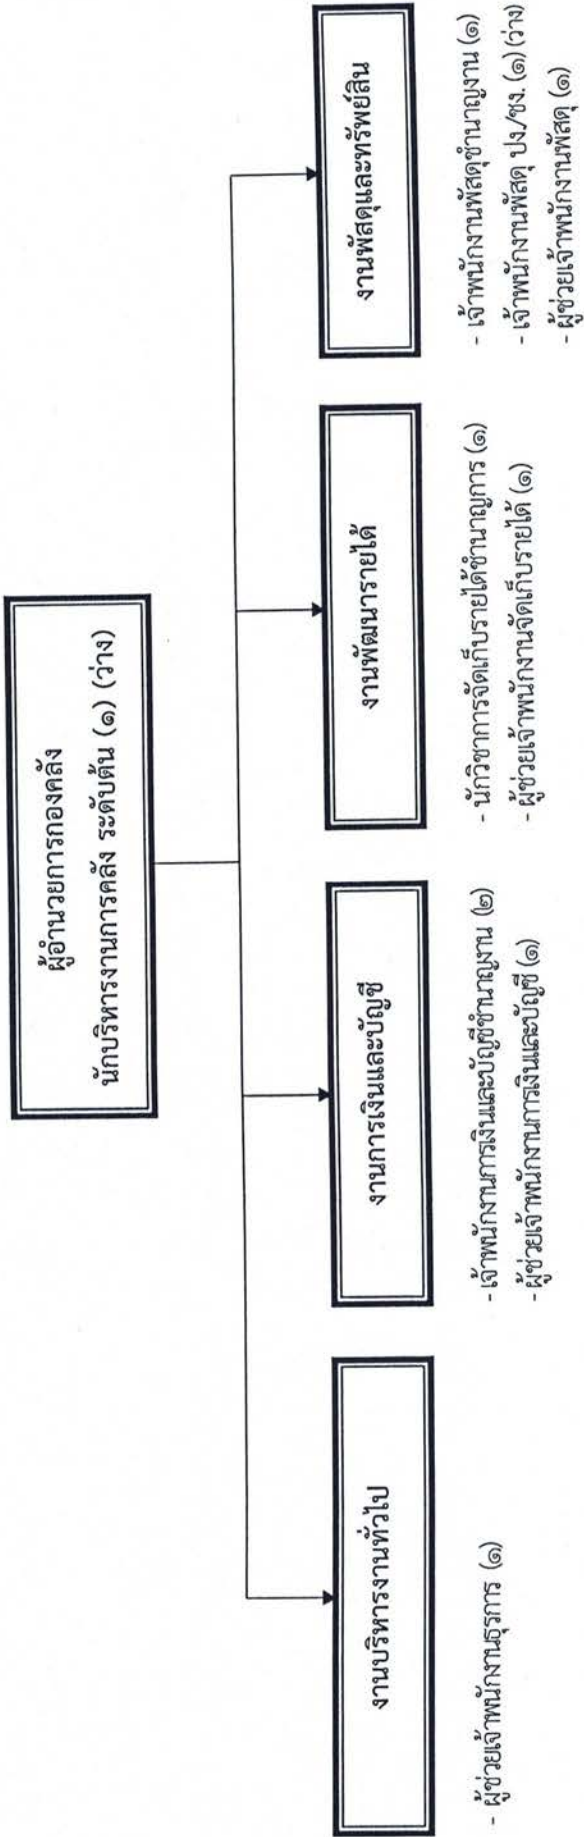 ผู้อำนวยการกองคลัง
นักบริหารงานการคลัง ระดับต้น (๑) (ว่าง)
งานบริหารงานทั่วไป
- ผู้ช่วยเจ้าพนักงานธุรการ (๑)
งานการเงินและบัญชี
- เจ้าพนักงานการเงินและบัญชีชำนาญงาน (๒)
- ผู้ช่วยเจ้าพนักงานการเงินและบัญชี (๑)
งานพัฒนารายได้
- นักวิชาการจัดเก็บรายได้ชำนาญการ (๑)
- ผู้ช่วยเจ้าพนักงานจัดเก็บรายได้ (๑)
งานพัสดุและทรัพย์สิน
- เจ้าพนักงานพัสดุชำนาญงาน (๑)
- เจ้าพนักงานพัสดุ ปง./ชง. (๑) (ว่าง)
- ผู้ช่วยเจ้าพนักงานพัสดุ (๑)